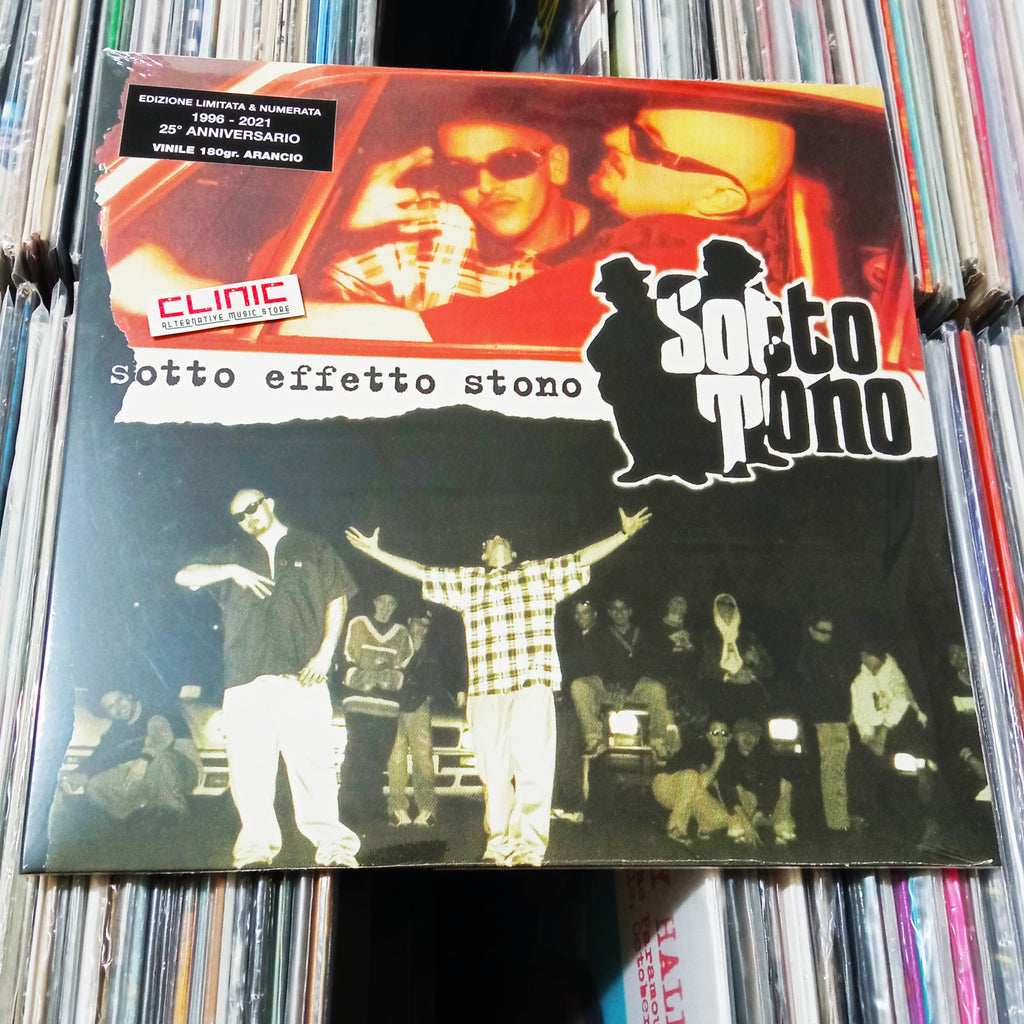 EDIZIONE LIMITATA & NUMERATA
1996 - 2021
25° ANNIVERSARIO
VINILE 180gr. ARANCIO
CLINIC
ALTERNATIVE MUSIC STORE
Sotto
Tono
sotto effetto stono